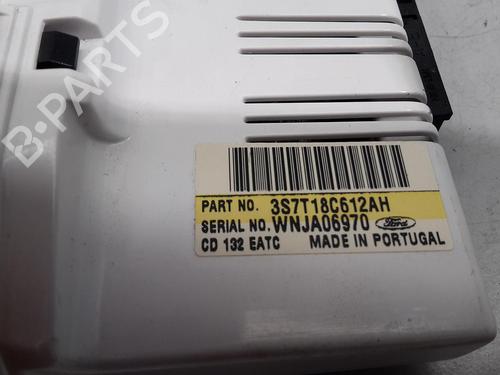 B-PARTS
PART NO. 3S7T18C612AH
SERIAL NO. WNJA06970 Ford
CD 132 EATC MADE IN PORTUGAL